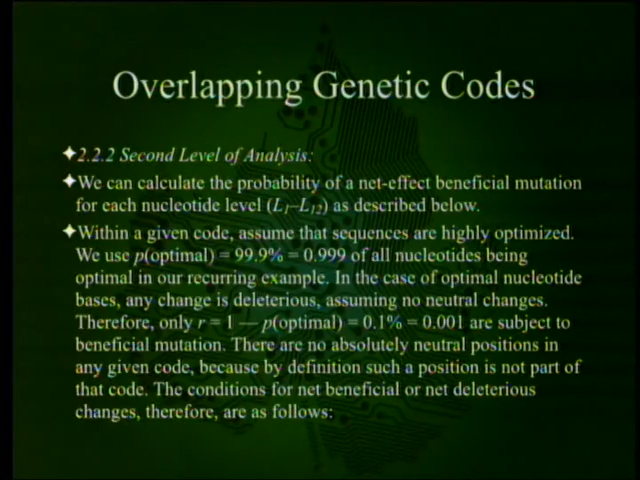 Overlapping Genetic Codes
✦2.2.2 Second Level of Analysis:
✦We can calculate the probability of a net-effect beneficial mutation
for each nucleotide level (L1–L12) as described below.
✦Within a given code, assume that sequences are highly optimized.
We use p(optimal) = 99.9% = 0.999 of all nucleotides being
optimal in our recurring example. In the case of optimal nucleotide
bases, any change is deleterious, assuming no neutral changes.
Therefore, only r = 1 — p(optimal) = 0.1% = 0.001 are subject to
beneficial mutation. There are no absolutely neutral positions in
any given code, because by definition such a position is not part of
that code. The conditions for net beneficial or net deleterious
changes, therefore, are as follows: